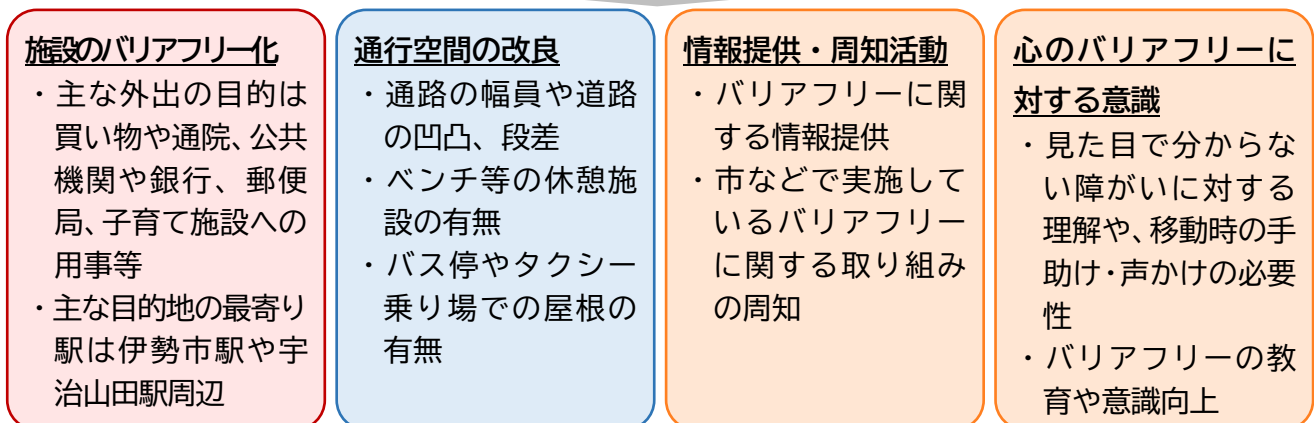 施設のバリアフリー化
・主な外出の目的は
買い物や通院、公共
機関や銀行、郵便
局、子育て施設への
用事等
・主な目的地の最寄り
駅は伊勢市駅や宇
治山田駅周辺
通行空間の改良
・通路の幅員や道路
の凹凸、段差
・ベンチ等の休憩施
設の有無
・バス停やタクシー
乗り場での屋根の
有無
情報提供・周知活動
・バリアフリーに関
する情報提供
・市などで実施して
いるバリアフリー
に関する取り組み
の周知
心のバリアフリーに
対する意識
・見た目で分からな
い障がいに対する
理解や、移動時の手
助け・声かけの必要
性
・バリアフリーの教
育や意識向上